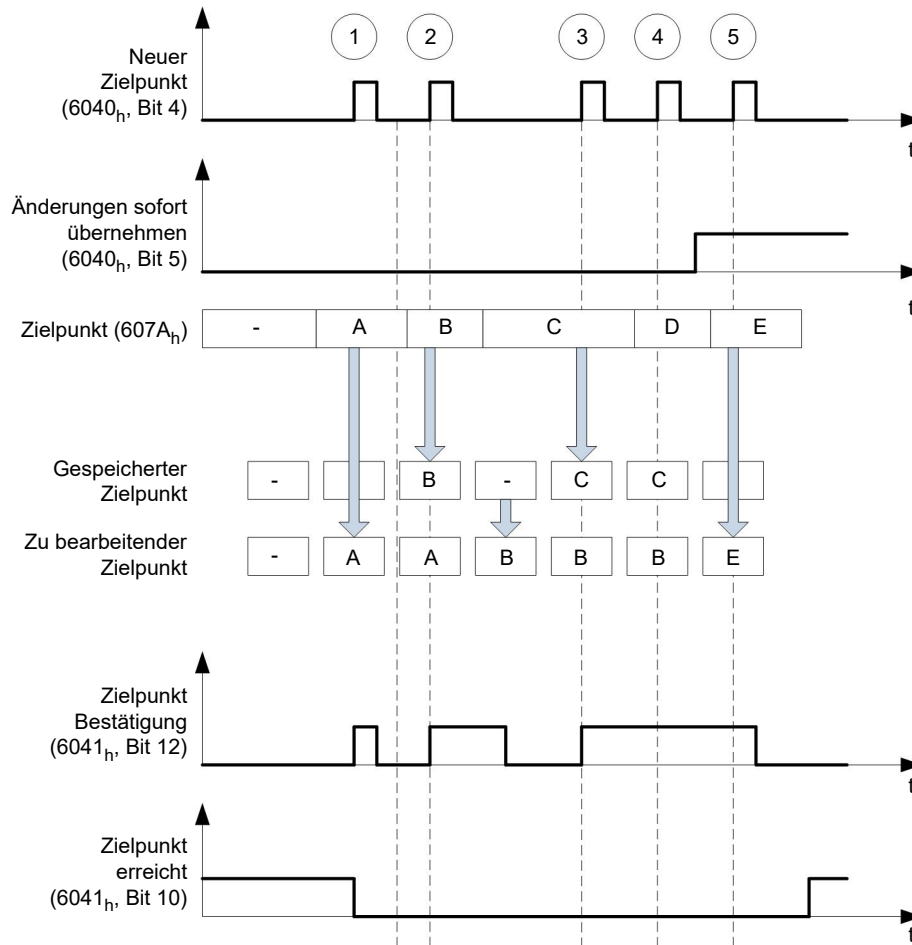 1 2 3 4 5
Neuer
Zielpunkt
(6040h, Bit 4)
t
Änderungen sofort
übernehmen
(6040h, Bit 5)
t
Zielpunkt (607Ah) - A B C D E
Gespeicherter
Zielpunkt
- B - C C
Zu bearbeitender
Zielpunkt
- A A B B B E
Zielpunkt
Bestätigung
(6041h, Bit 12)
t
Zielpunkt
erreicht
(6041h, Bit 10)
t